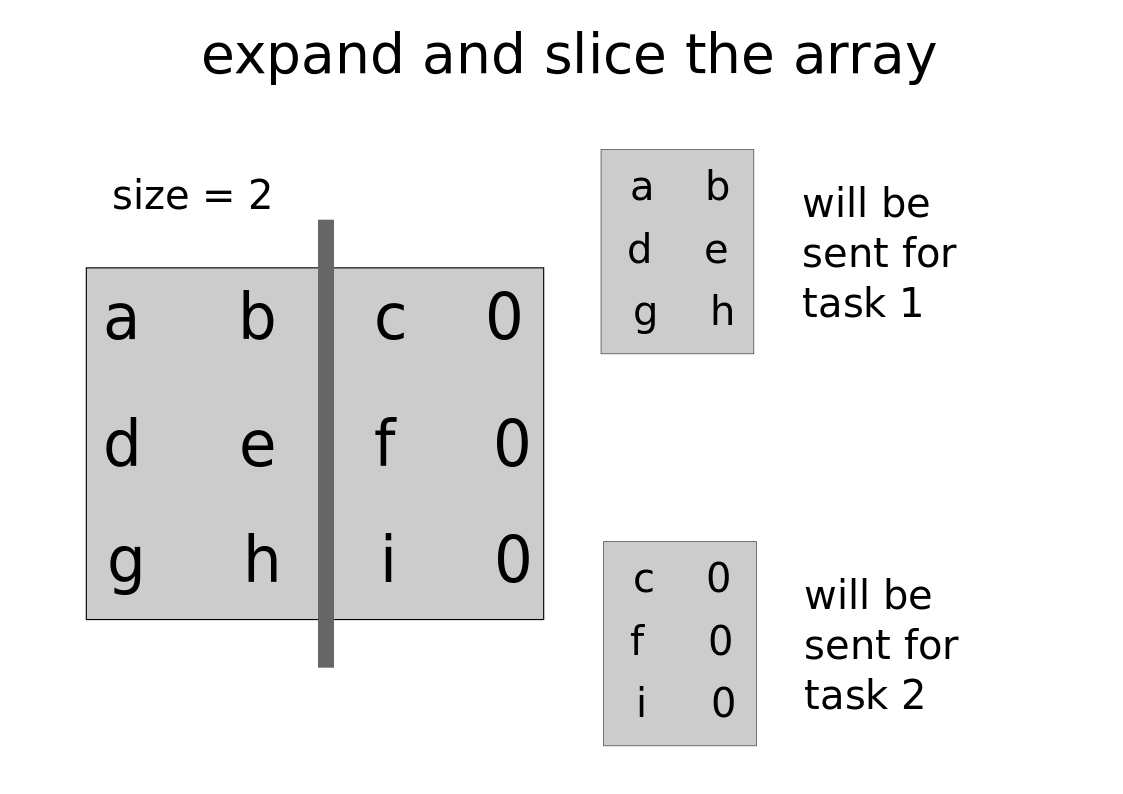 expand and slice the array
size = 2
a b c 0
d e f 0
g h i 0
a b
d e
g h
will be
sent for
task 1
c 0
f 0
i 0
will be
sent for
task 2